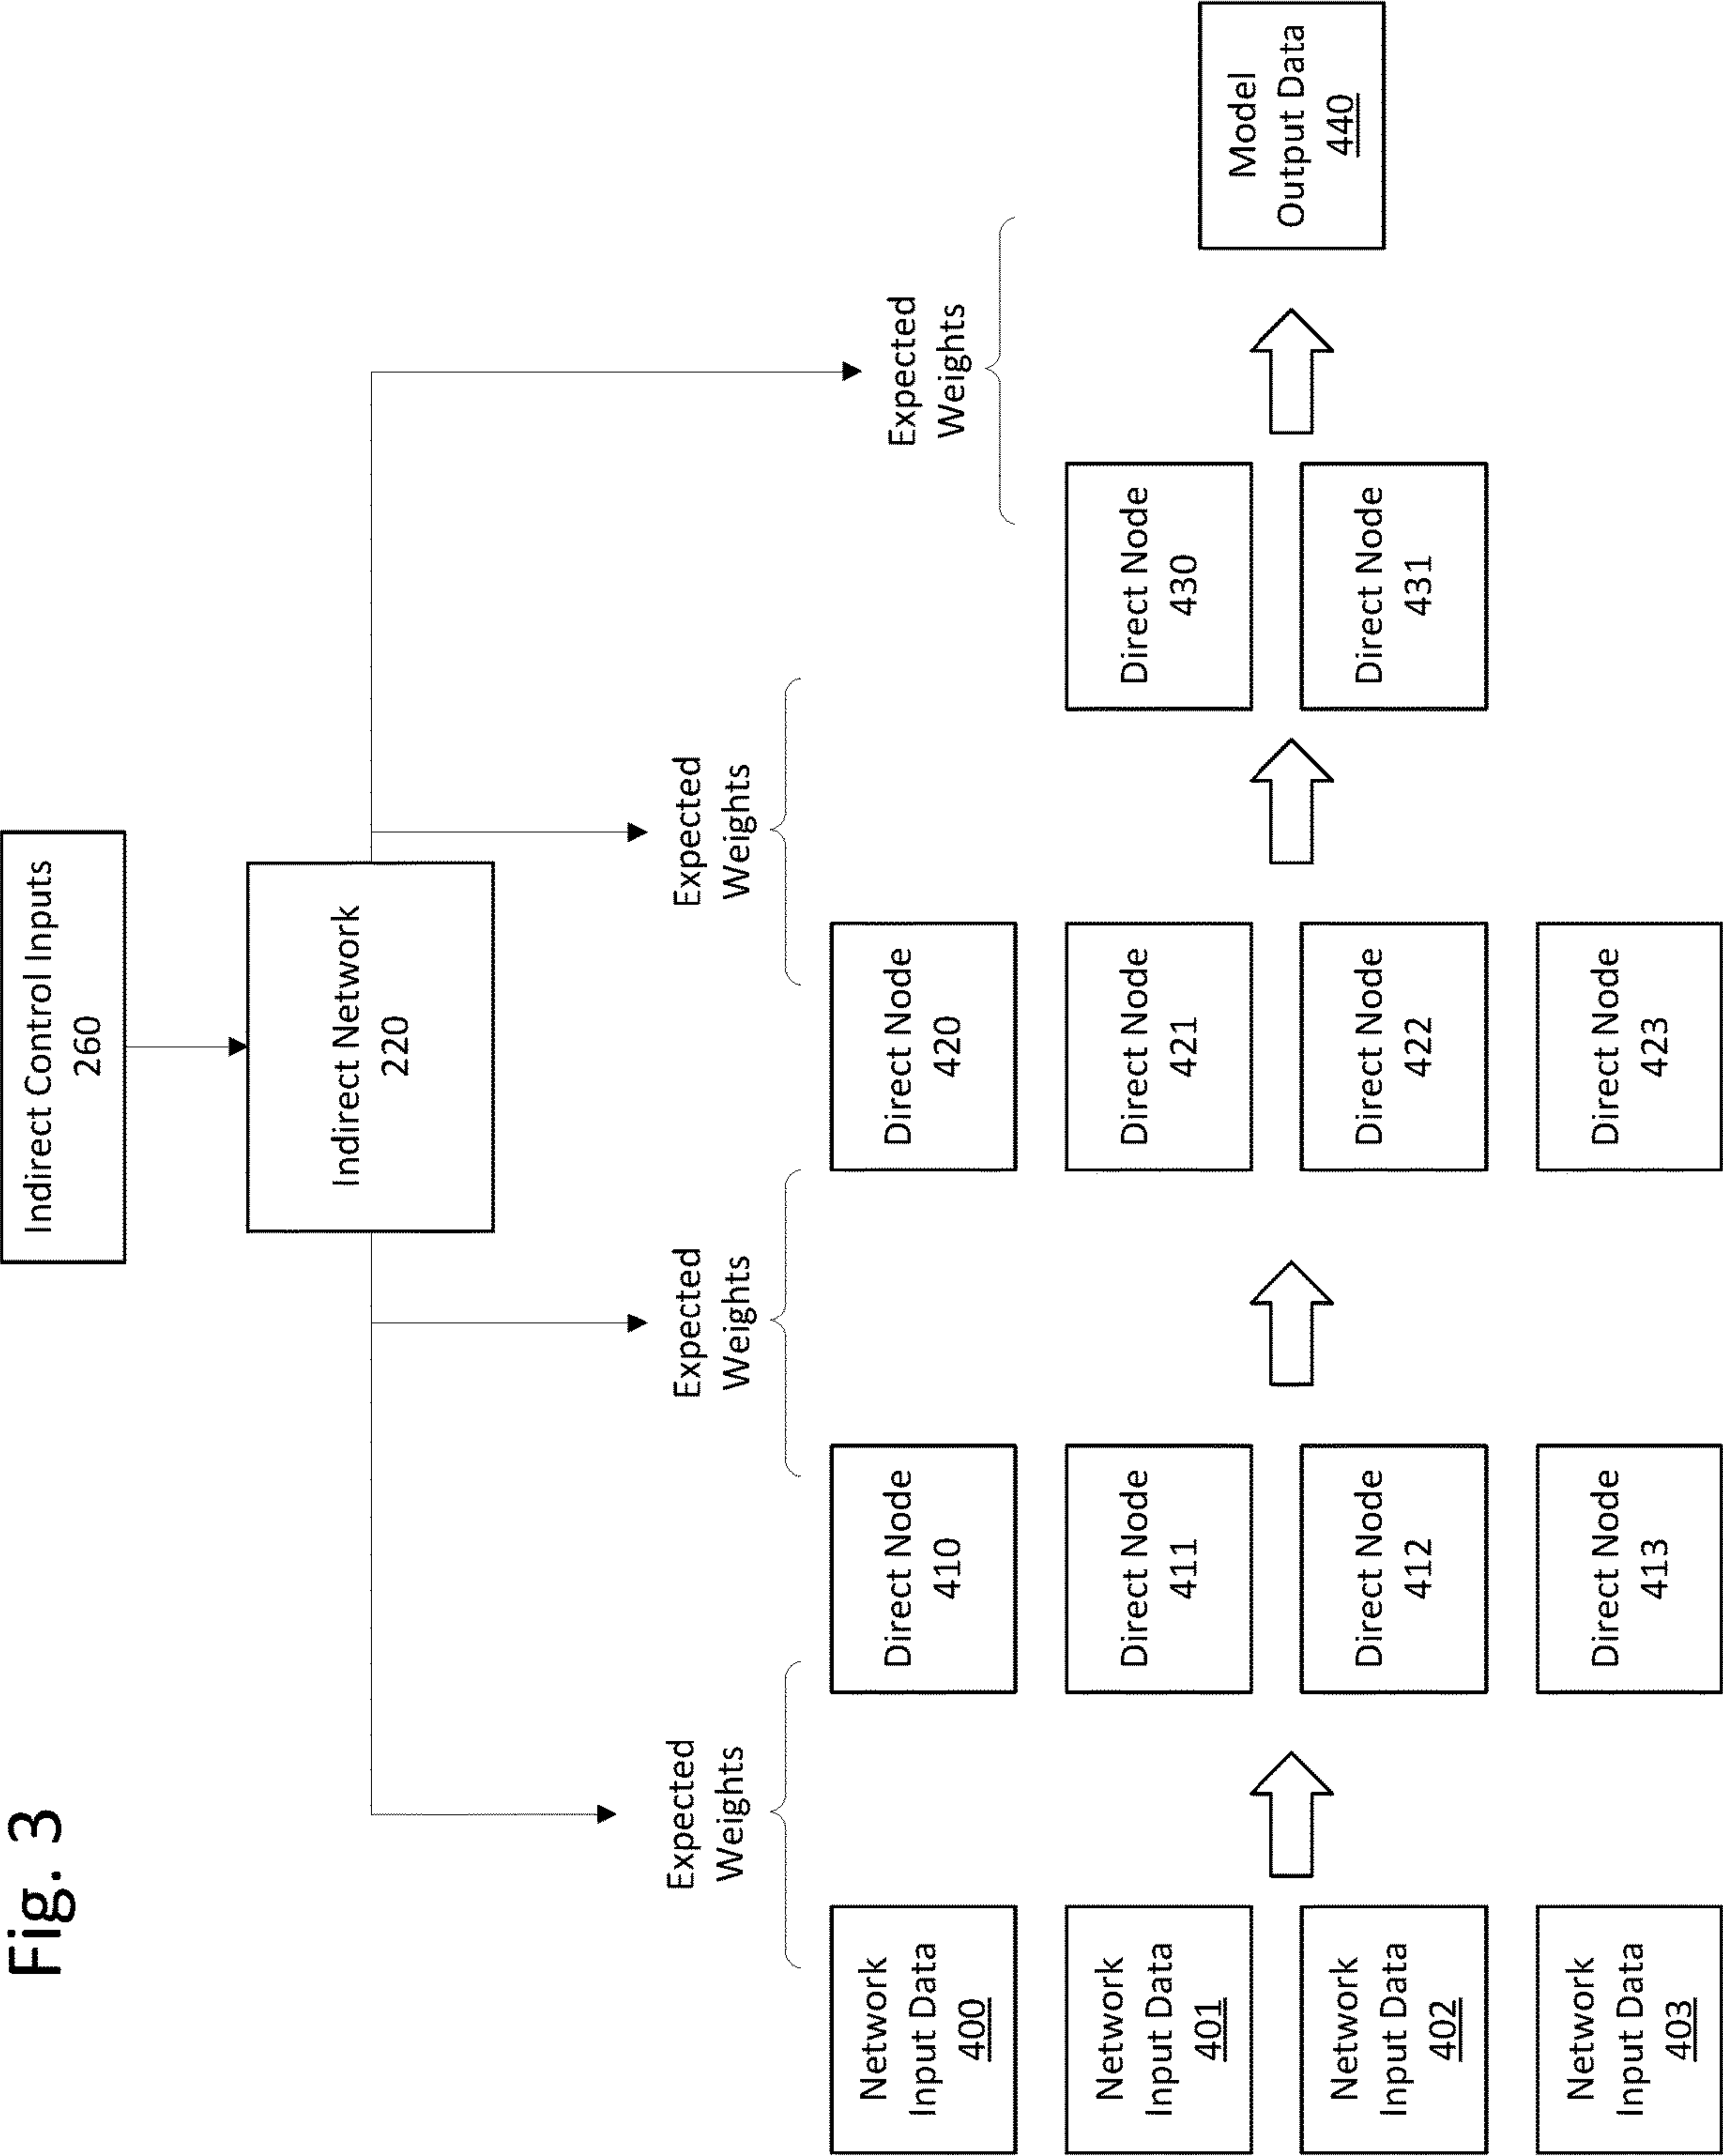 Fig. 3
Indirect Control Inputs
260
Indirect Network
220
Expected
Weights
Expected
Weights
Expected
Weights
Expected
Weights
Network
Input Data
400
Network
Input Data
401
Network
Input Data
402
Network
Input Data
403
Direct Node
410
Direct Node
411
Direct Node
412
Direct Node
413
Direct Node
420
Direct Node
421
Direct Node
422
Direct Node
423
Direct Node
430
Direct Node
431
Model
Output Data
440